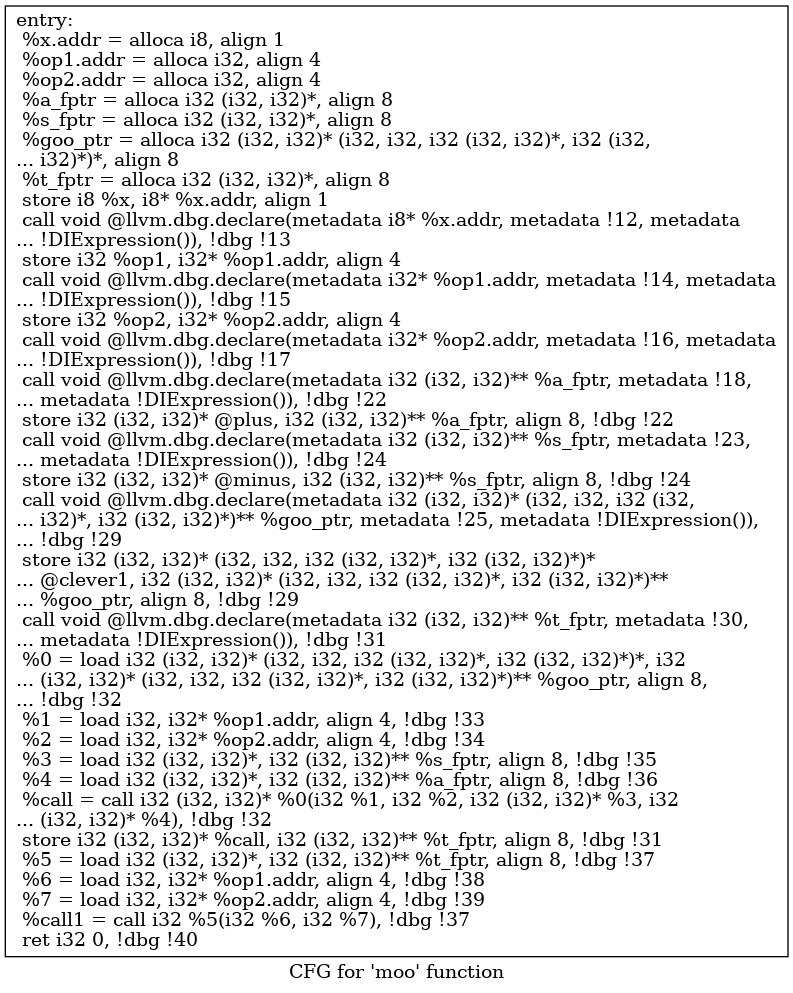 entry:
%x.addr = alloca i8, align 1
%op1.addr = alloca i32, align 4
%op2.addr = alloca i32, align 4
%a_fptr = alloca i32 (i32, i32)*, align 8
%s_fptr = alloca i32 (i32, i32)*, align 8
%goo_ptr = alloca i32 (i32, i32)* (i32, i32, i32 (i32, i32)*, i32 (i32,
... i32)*)*, align 8
%t_fptr = alloca i32 (i32, i32)*, align 8
store i8 %x, i8* %x.addr, align 1
call void @llvm.dbg.declare(metadata i8* %x.addr, metadata !12, metadata
... !DIExpression()), !dbg !13
store i32 %op1, i32* %op1.addr, align 4
call void @llvm.dbg.declare(metadata i32* %op1.addr, metadata !14, metadata
... !DIExpression()), !dbg !15
store i32 %op2, i32* %op2.addr, align 4
call void @llvm.dbg.declare(metadata i32* %op2.addr, metadata !16, metadata
... !DIExpression()), !dbg !17
call void @llvm.dbg.declare(metadata i32 (i32, i32)** %a_fptr, metadata !18,
... metadata !DIExpression()), !dbg !22
store i32 (i32, i32)* @plus, i32 (i32, i32)** %a_fptr, align 8, !dbg !22
call void @llvm.dbg.declare(metadata i32 (i32, i32)** %s_fptr, metadata !23,
... metadata !DIExpression()), !dbg !24
store i32 (i32, i32)* @minus, i32 (i32, i32)** %s_fptr, align 8, !dbg !24
call void @llvm.dbg.declare(metadata i32 (i32, i32)* (i32, i32, i32 (i32,
... i32)*, i32 (i32, i32)*)** %goo_ptr, metadata !25, metadata !DIExpression()),
... !dbg !29
store i32 (i32, i32)* (i32, i32, i32 (i32, i32)*, i32 (i32, i32)*)*
... @clever1, i32 (i32, i32)* (i32, i32, i32 (i32, i32)*, i32 (i32, i32)*)**
... %goo_ptr, align 8, !dbg !29
call void @llvm.dbg.declare(metadata i32 (i32, i32)** %t_fptr, metadata !30,
... metadata !DIExpression()), !dbg !31
%0 = load i32 (i32, i32)* (i32, i32, i32 (i32, i32)*, i32 (i32, i32)*)*, i32
... (i32, i32)* (i32, i32, i32 (i32, i32)*, i32 (i32, i32)*)** %goo_ptr, align 8,
... !dbg !32
%1 = load i32, i32* %op1.addr, align 4, !dbg !33
%2 = load i32, i32* %op2.addr, align 4, !dbg !34
%3 = load i32 (i32, i32)*, i32 (i32, i32)** %s_fptr, align 8, !dbg !35
%4 = load i32 (i32, i32)*, i32 (i32, i32)** %a_fptr, align 8, !dbg !36
%call = call i32 (i32, i32)* %0(i32 %1, i32 %2, i32 (i32, i32)* %3, i32
... (i32, i32)* %4), !dbg !32
store i32 (i32, i32)* %call, i32 (i32, i32)** %t_fptr, align 8, !dbg !31
%5 = load i32 (i32, i32)*, i32 (i32, i32)** %t_fptr, align 8, !dbg !37
%6 = load i32, i32* %op1.addr, align 4, !dbg !38
%7 = load i32, i32* %op2.addr, align 4, !dbg !39
%call1 = call i32 %5(i32 %6, i32 %7), !dbg !37
ret i32 0, !dbg !40
CFG for 'moo' function